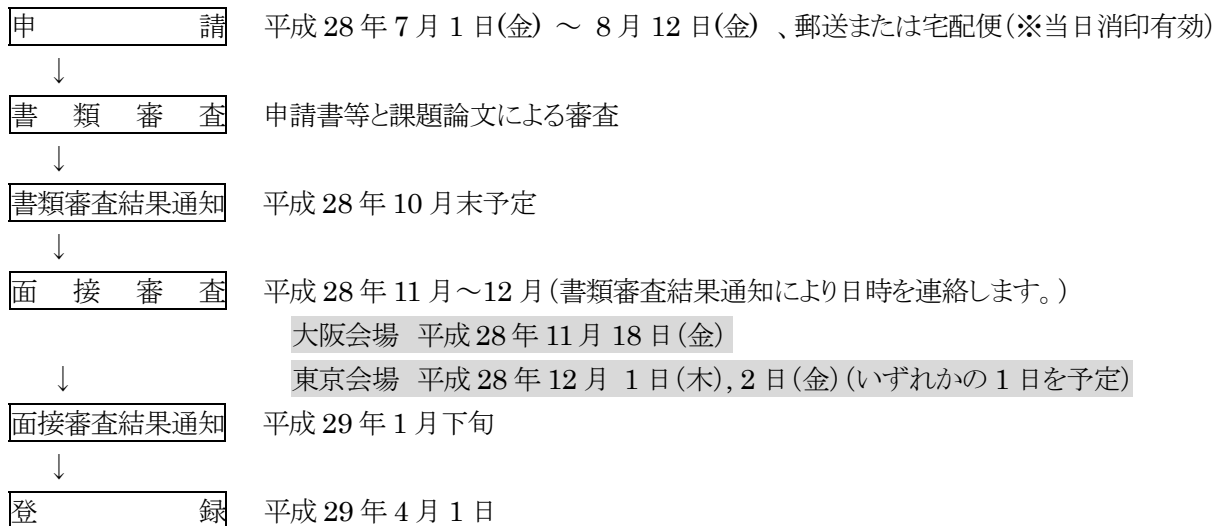 申請 平成 28 年 7 月 1 日(金) ～ 8 月 12 日(金) 、郵送または宅配便(※当日消印有効)
↓
書類審査 申請書等と課題論文による審査
↓
書類審査結果通知 平成 28 年 10 月末予定
↓
面接審査 平成 28 年 11 月～12 月(書類審査結果通知により日時を連絡します。)
大阪会場 平成 28 年 11 月 18 日(金)
↓ 東京会場 平成 28 年 12 月 1 日(木), 2 日(金)(いずれかの 1 日を予定)
面接審査結果通知 平成 29 年 1 月下旬
↓
登録 平成 29 年 4 月 1 日